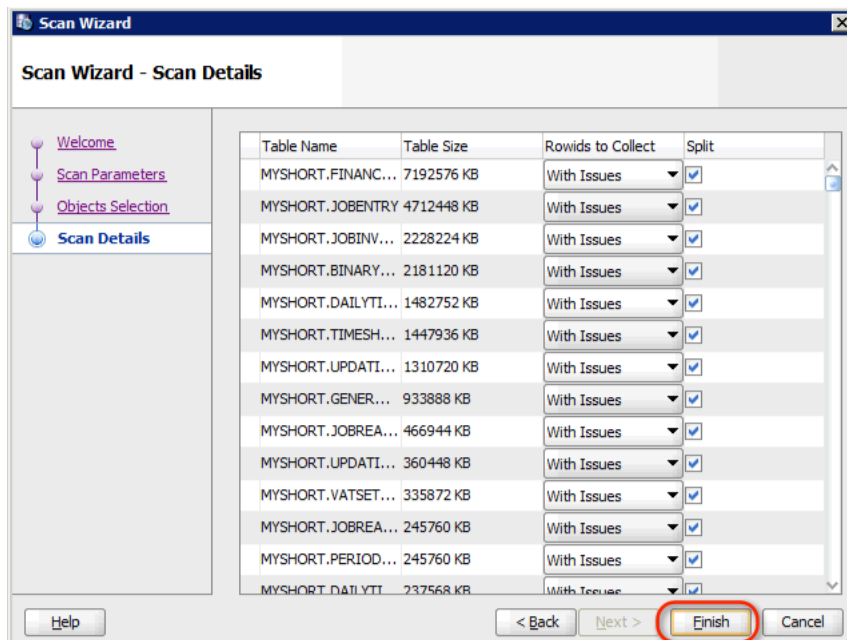 Scan Wizard
Scan Wizard - Scan Details
Welcome
Scan Parameters
Objects Selection
Scan Details
Table Name Table Size Rowids to Collect Split
MYSHORT.FINANC... 7192576 KB With Issues
MYSHORT.JOBENTRY 4712448 KB With Issues
MYSHORT.JOBINV... 2228224 KB With Issues
MYSHORT.BINARY... 2181120 KB With Issues
MYSHORT.DAILYTI... 1482752 KB With Issues
MYSHORT.TIMESH... 1447936 KB With Issues
MYSHORT.UPDATI... 1310720 KB With Issues
MYSHORT.GENER... 933888 KB With Issues
MYSHORT.JOBREA... 466944 KB With Issues
MYSHORT.UPDATI... 360448 KB With Issues
MYSHORT.VATSET... 335872 KB With Issues
MYSHORT.JOBREA... 245760 KB With Issues
MYSHORT.PERIOD... 245760 KB With Issues
MYSHORT.DAILYTI... 237568 KB With Issues
Help < Back Next > Finish Cancel